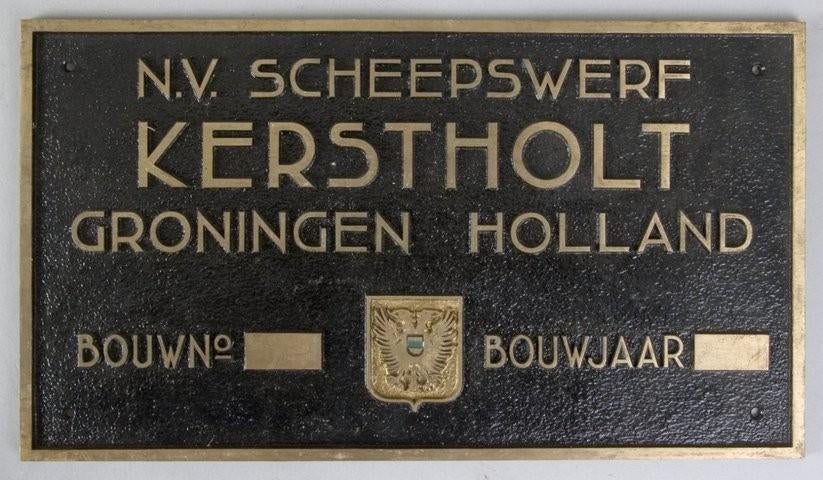 N.V. SCHEEPSWERF
KERSTHOLT
GRONINGEN HOLLAND
BOUWNº BOUWJAAR